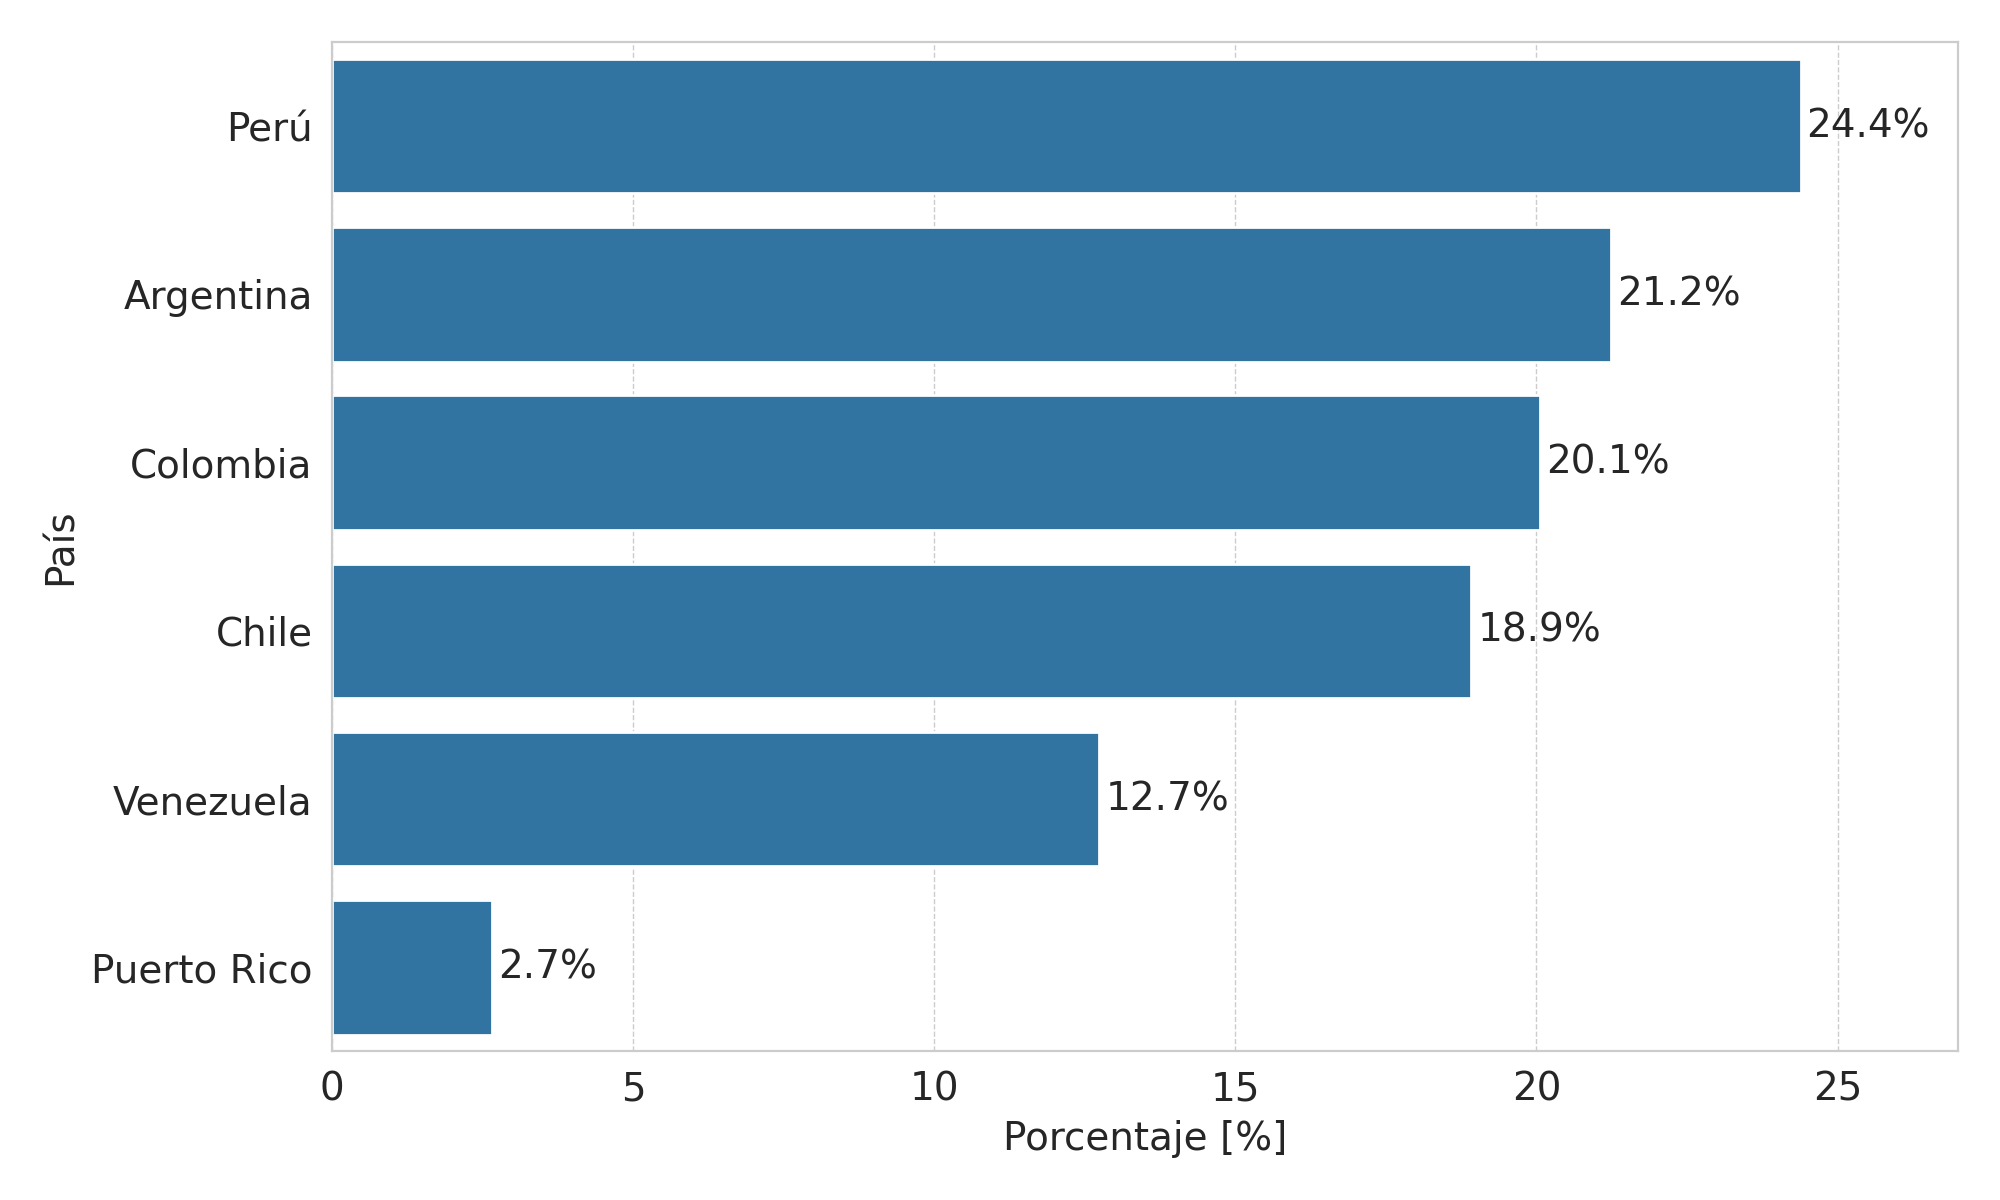 Perú
24.4%
Argentina
21.2%
Colombia
20.1%
País
Chile
18.9%
Venezuela
12.7%
Puerto Rico
2.7%
0 5 10 15 20 25
Porcentaje [%]